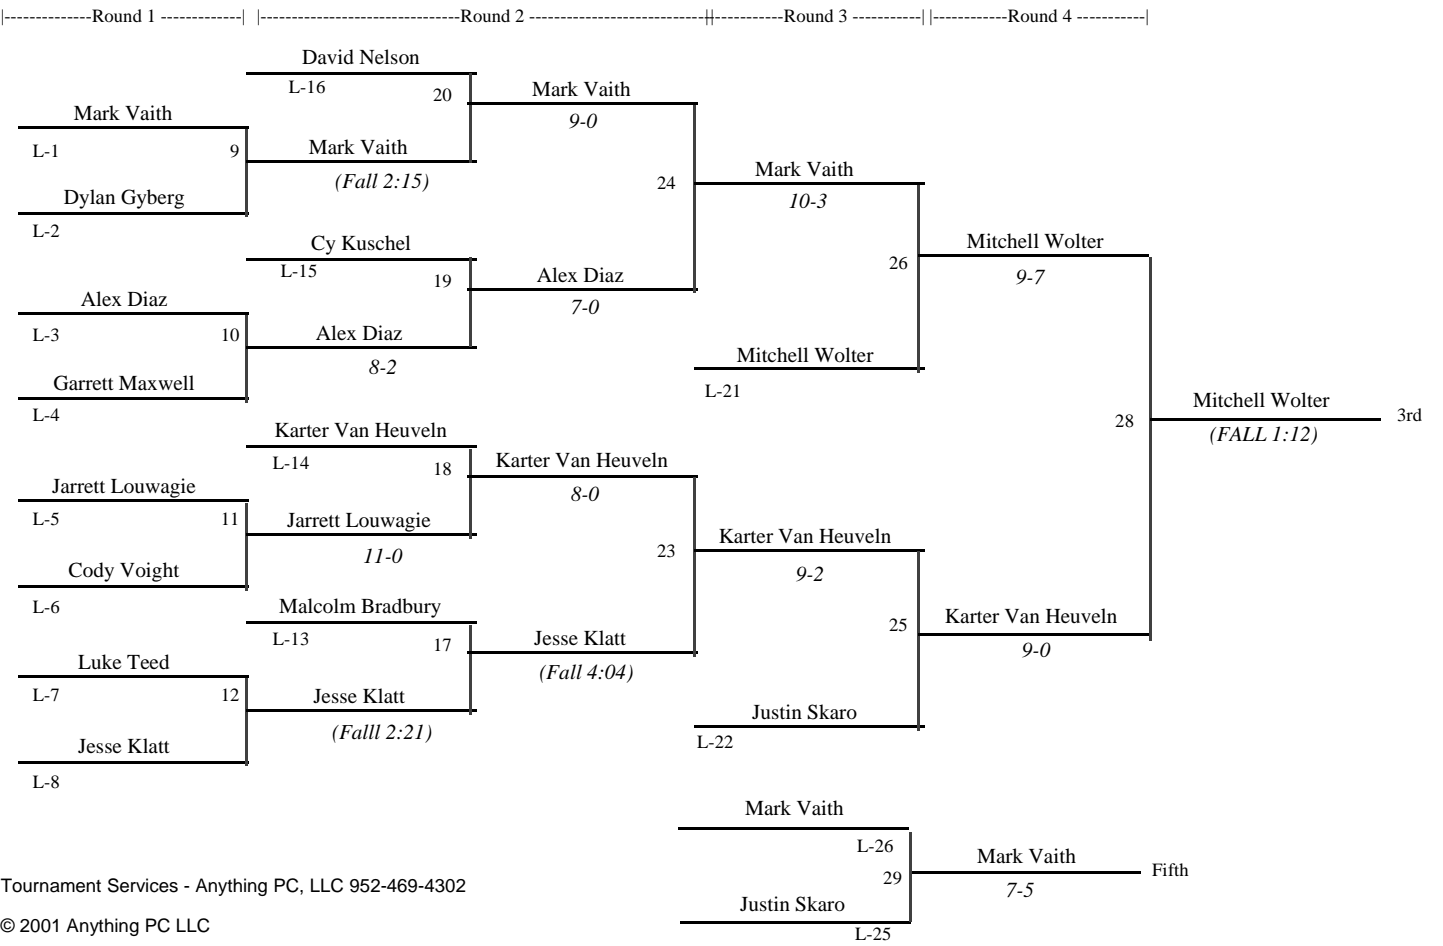 |--------------Round 1 -------------| |--------------------------------Round 2 ----------------------------||-----------Round 3 -----------| |------------Round 4 -----------|
David Nelson
L-16
20
Mark Vaith
9-0
Mark Vaith
L-1
9
Mark Vaith
(Fall 2:15)
24
Mark Vaith
10-3
Dylan Gyberg
L-2
Cy Kuschel
L-15
19
Alex Diaz
7-0
26
Mitchell Wolter
9-7
Alex Diaz
L-3
10
Alex Diaz
8-2
Mitchell Wolter
L-21
Garrett Maxwell
L-4
28
Mitchell Wolter
(FALL 1:12)
3rd
Karter Van Heuveln
L-14
18
Karter Van Heuveln
8-0
Jarrett Louwagie
L-5
11
Jarrett Louwagie
11-0
23
Karter Van Heuveln
9-2
Cody Voight
L-6
Malcolm Bradbury
L-13
17
Jesse Klatt
(Fall 4:04)
25
Karter Van Heuveln
9-0
Luke Teed
L-7
12
Jesse Klatt
(Falll 2:21)
Justin Skaro
L-22
Jesse Klatt
L-8
Mark Vaith
L-26
29
Mark Vaith
7-5
Fifth
Justin Skaro
L-25
Tournament Services - Anything PC, LLC 952-469-4302
© 2001 Anything PC LLC